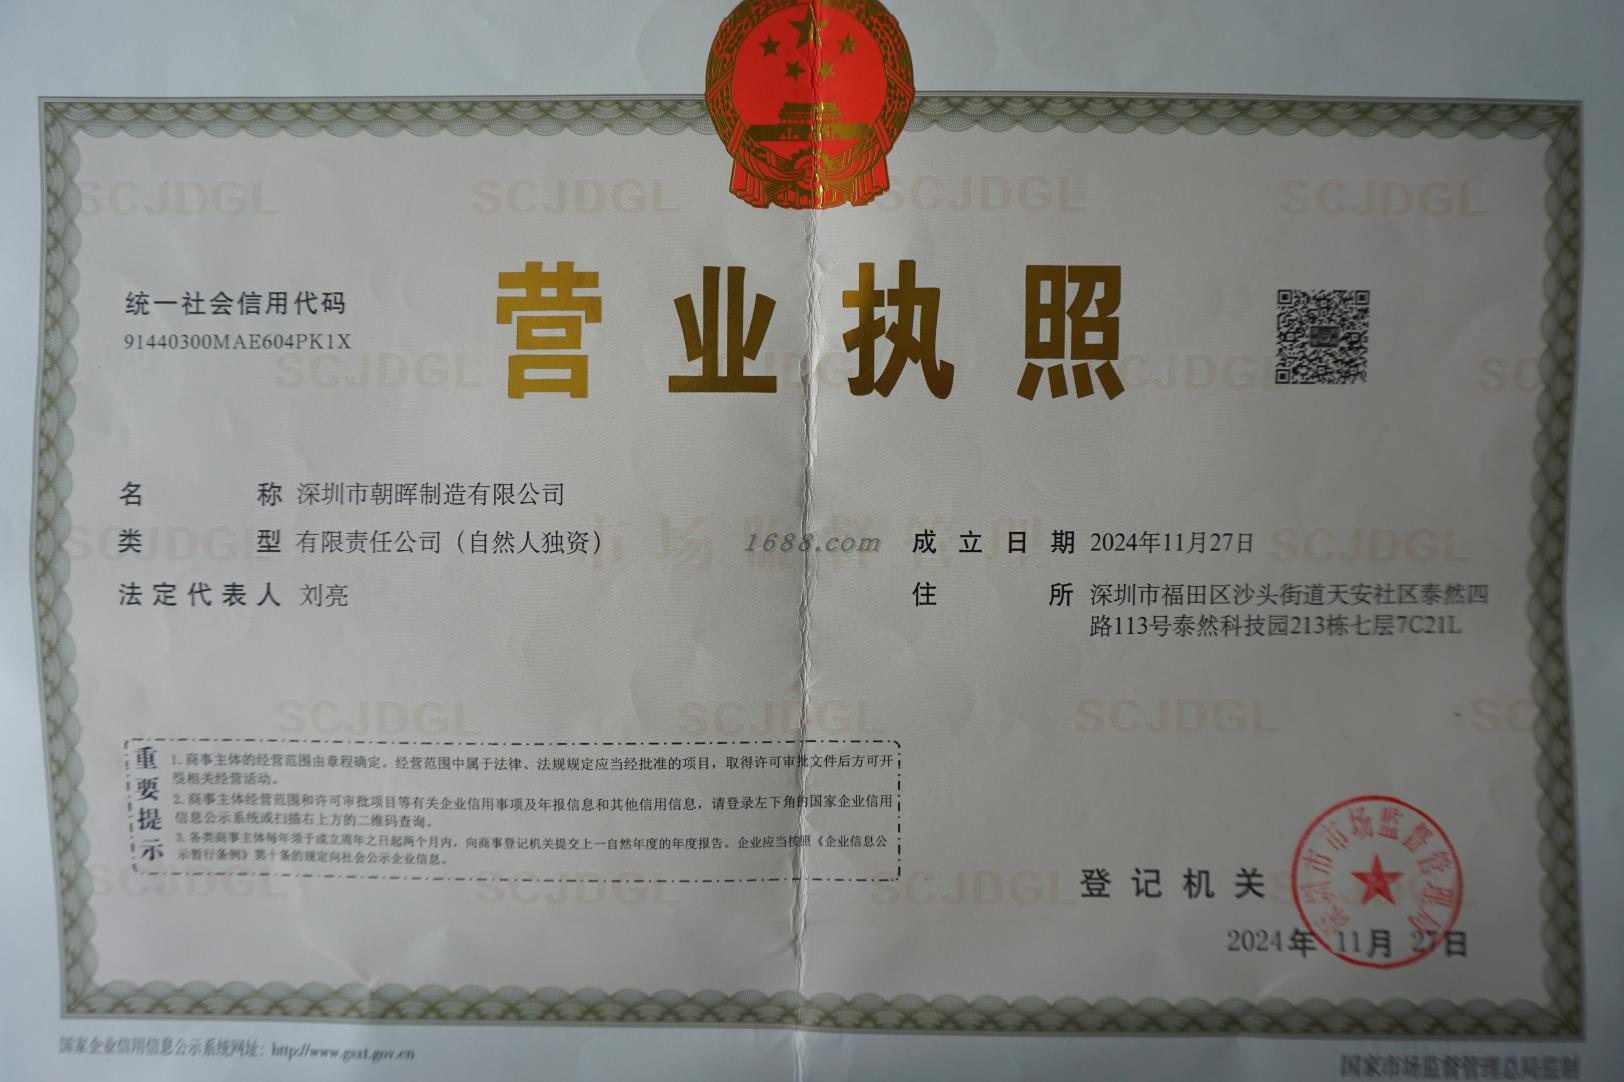 营业执照
统一社会信用代码
91440300MAE604PK1X
名称 深圳市朝晖制造有限公司
类型 有限责任公司（自然人独资）
法定代表人 刘亮
成立日期 2024年11月27日
住所 深圳市福田区沙头街道天安社区泰然四
路113号泰然科技园213栋七层7C21L
市场监督管理
1688.com
SCJDGL
重要提示
1. 商事主体的经营范围由章程确定。经营范围中属于法律、法规规定应当经批准的项目，取得许可审批文件后方可开
展相关经营活动。
2. 商事主体经营范围和许可审批项目等有关企业信用事项及年报信息和其他信用信息，请登录左下角的国家企业信用
信息公示系统或扫描右上方的二维码查询。
3. 各类商事主体每年须于成立周年之日起两个月内，向商事登记机关提交上一自然年度的年度报告。企业应当按照《企业信息公
示暂行条例》第十条的规定向社会公示企业信息。
登记机关
深圳市市场监督管理局
2024年 11月 27日
国家企业信用信息公示系统网址：http://www.gsxt.gov.cn
国家市场监督管理总局监制